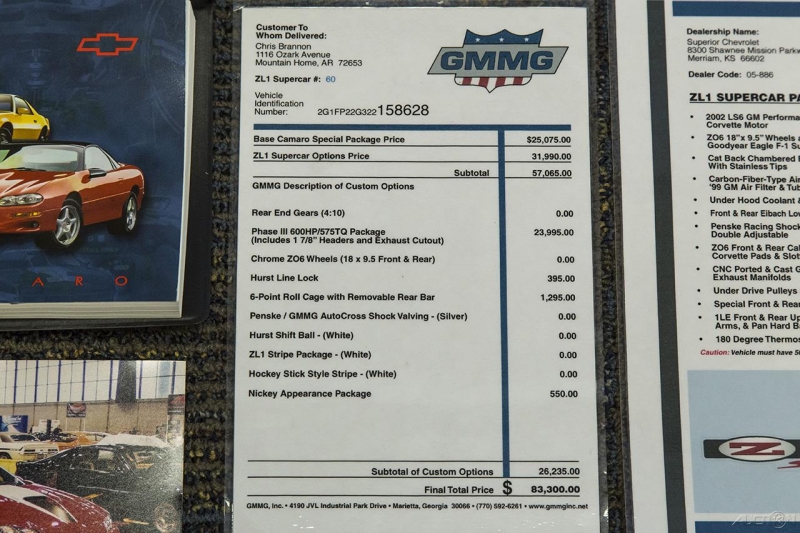 Customer To
Whom Delivered:
Chris Brannon
1116 Ozark Avenue
Mountain Home, AR 72653
ZL1 Supercar #: 60
Vehicle
Identification
Number: 2G1FP22G322158628
GMMG
Base Camaro Special Package Price $25,075.00
ZL1 Supercar Options Price 31,990.00
Subtotal 57,065.00
GMMG Description of Custom Options
Rear End Gears (4:10) 0.00
Phase III 600HP/575TQ Package 23,995.00
(Includes 1 7/8" Headers and Exhaust Cutout)
Chrome ZO6 Wheels (18 x 9.5 Front & Rear) 0.00
Hurst Line Lock 395.00
6-Point Roll Cage with Removable Rear Bar 1,295.00
Penske / GMMG AutoCross Shock Valving - (Silver) 0.00
Hurst Shift Ball - (White) 0.00
ZL1 Stripe Package - (White) 0.00
Hockey Stick Style Stripe - (White) 0.00
Nickey Appearance Package 550.00
Subtotal of Custom Options 26,235.00
Final Total Price $ 83,300.00
GMMG, Inc. • 4190 JVL Industrial Park Drive • Marietta, Georgia 30066 • (770) 592-6261 • www.gmmginc.net
A R O
Dealership Name:
Superior Chevrolet
8300 Shawnee Mission Parkw
Merriam, KS 66602
Dealer Code: 05-886
ZL1 SUPERCAR PA
• 2002 LS6 GM Performa
Corvette Motor
• ZO6 18"x 9.5" Wheels a
Goodyear Eagle F-1 Su
• Cat Back Chambered E
With Stainless Tips
• Carbon-Fiber-Type Air
'99 GM Air Filter & Tub
• Under Hood Coolant &
• Front & Rear Eibach Low
• Penske Racing Shock
Double Adjustable
• ZO6 Front & Rear Cal
Corvette Pads & Slot
• CNC Ported & Cast G
Exhaust Manifolds
• Under Drive Pulleys
• Special Front & Rear
• 1LE Front & Rear Up
Arms, & Pan Hard B
• 180 Degree Thermos
Caution: Vehicle must have 50
Z